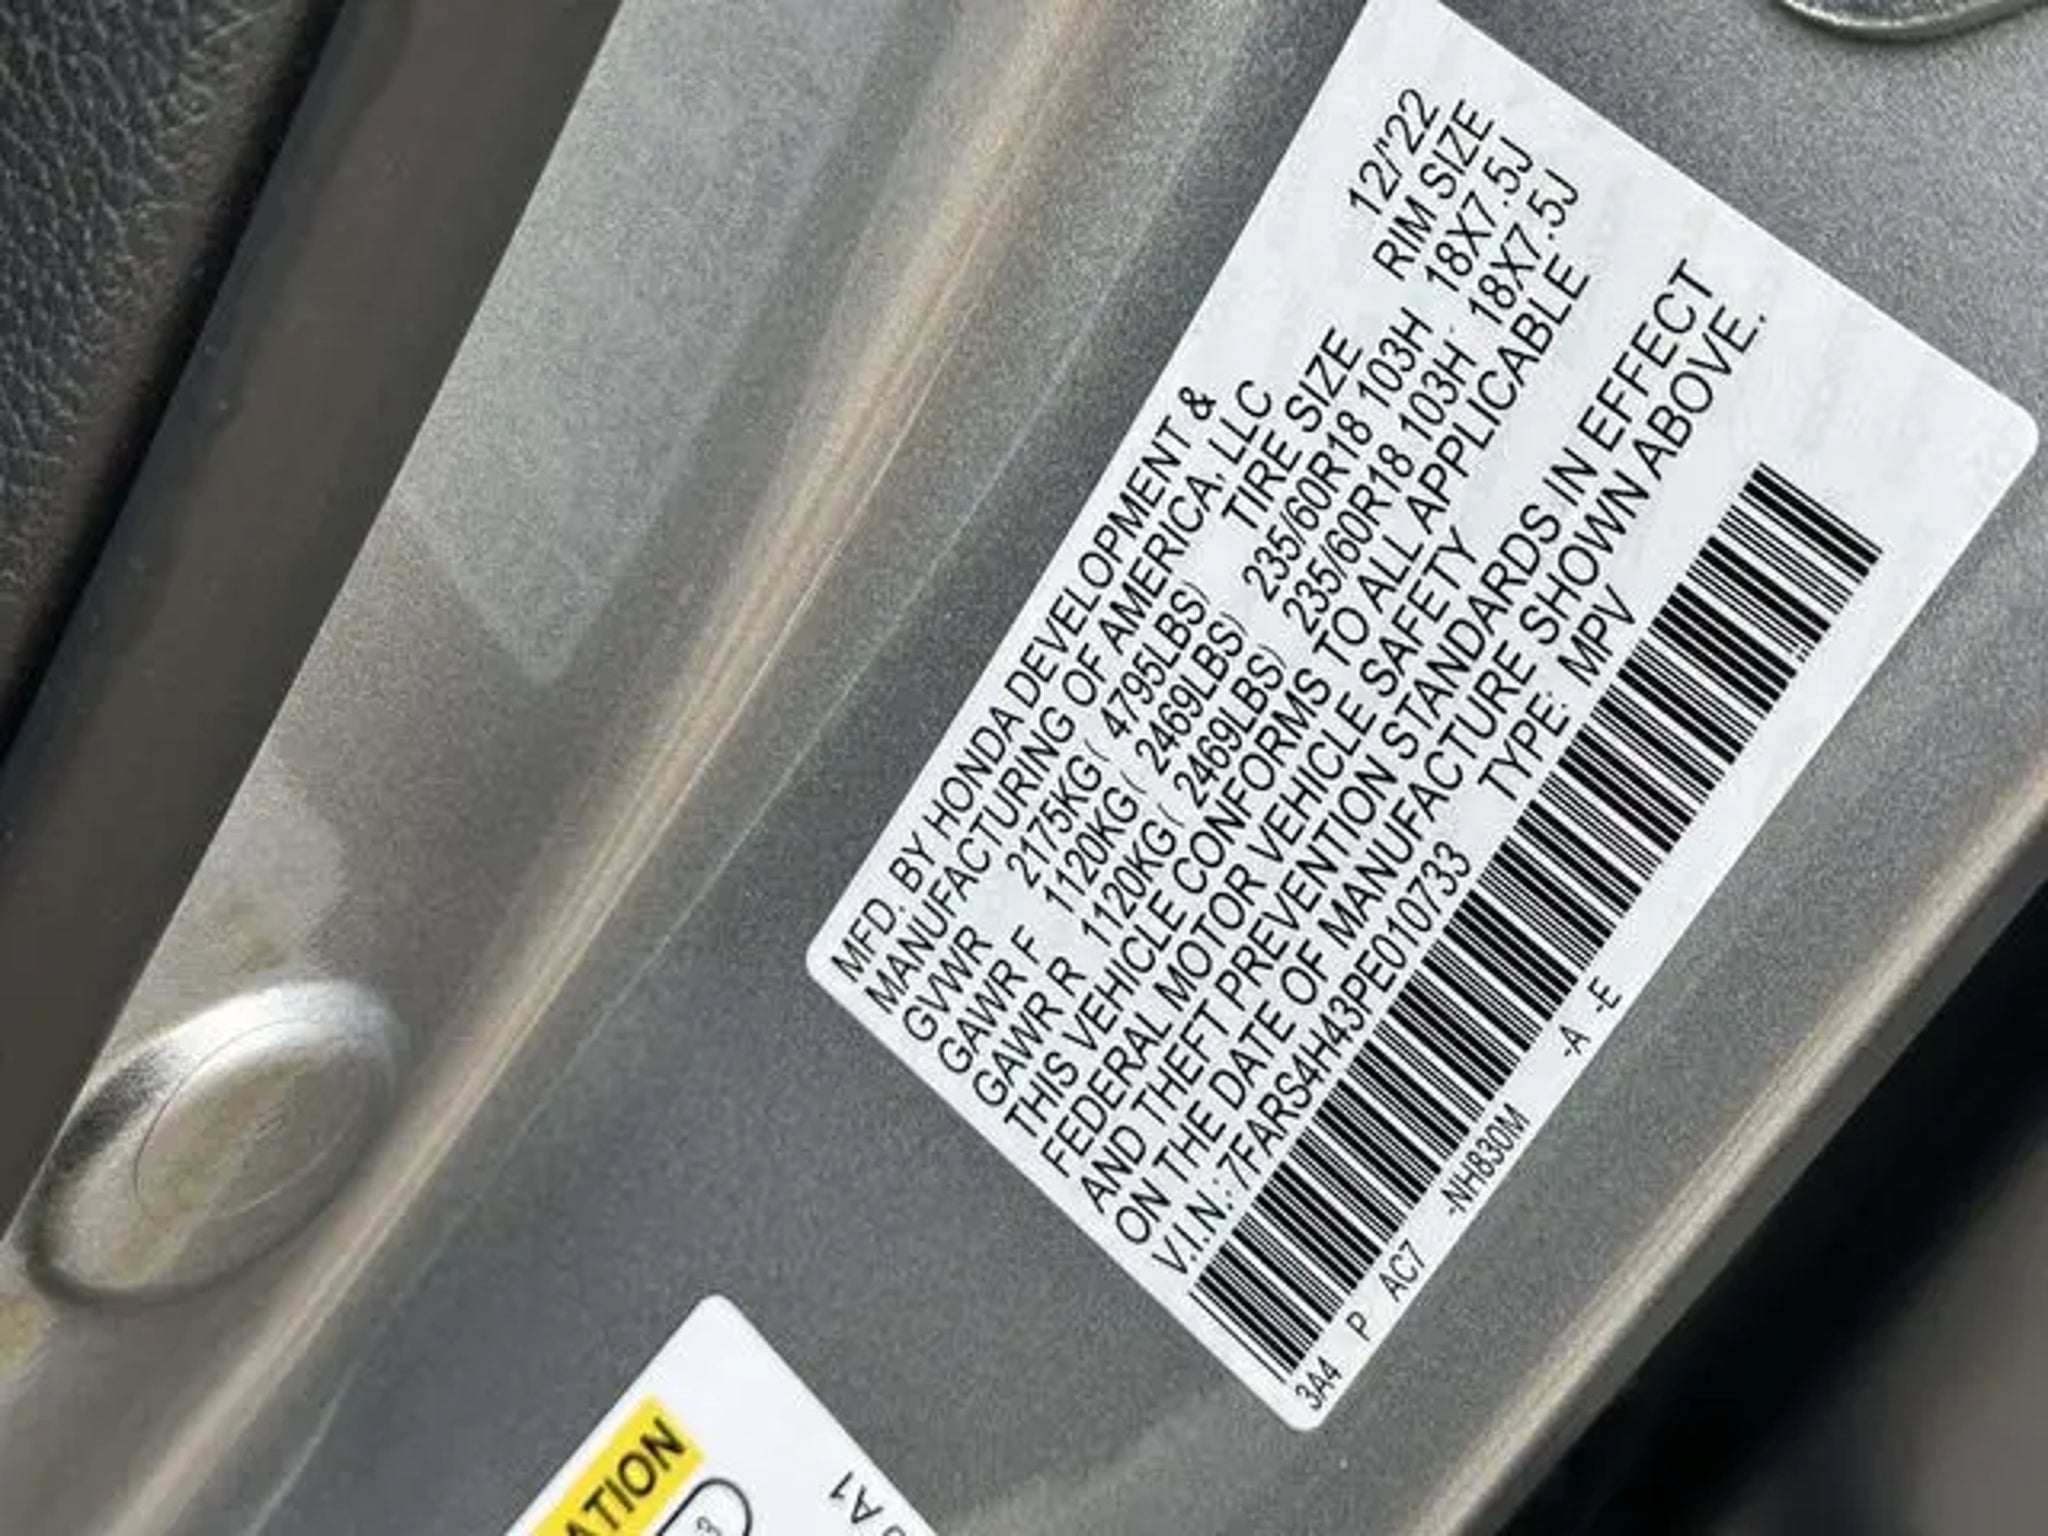 MFD. BY HONDA DEVELOPMENT &
MANUFACTURING OF AMERICA, LLC 12/'22
TIRE SIZE RIM SIZE
GVWR 2175KG( 4795LBS)
GAWR F 1120KG( 2469LBS) 235/60R18 103H 18X7.5J
GAWR R 1120KG( 2469LBS) 235/60R18 103H 18X7.5J
THIS VEHICLE CONFORMS TO ALL APPLICABLE
FEDERAL MOTOR VEHICLE SAFETY
AND THEFT PREVENTION STANDARDS IN EFFECT
ON THE DATE OF MANUFACTURE SHOWN ABOVE.
V.I.N.: 7FARS4H43PE010733 TYPE: MPV
3A4 P AC7 -NH830M -A -E
ATION
3
A1